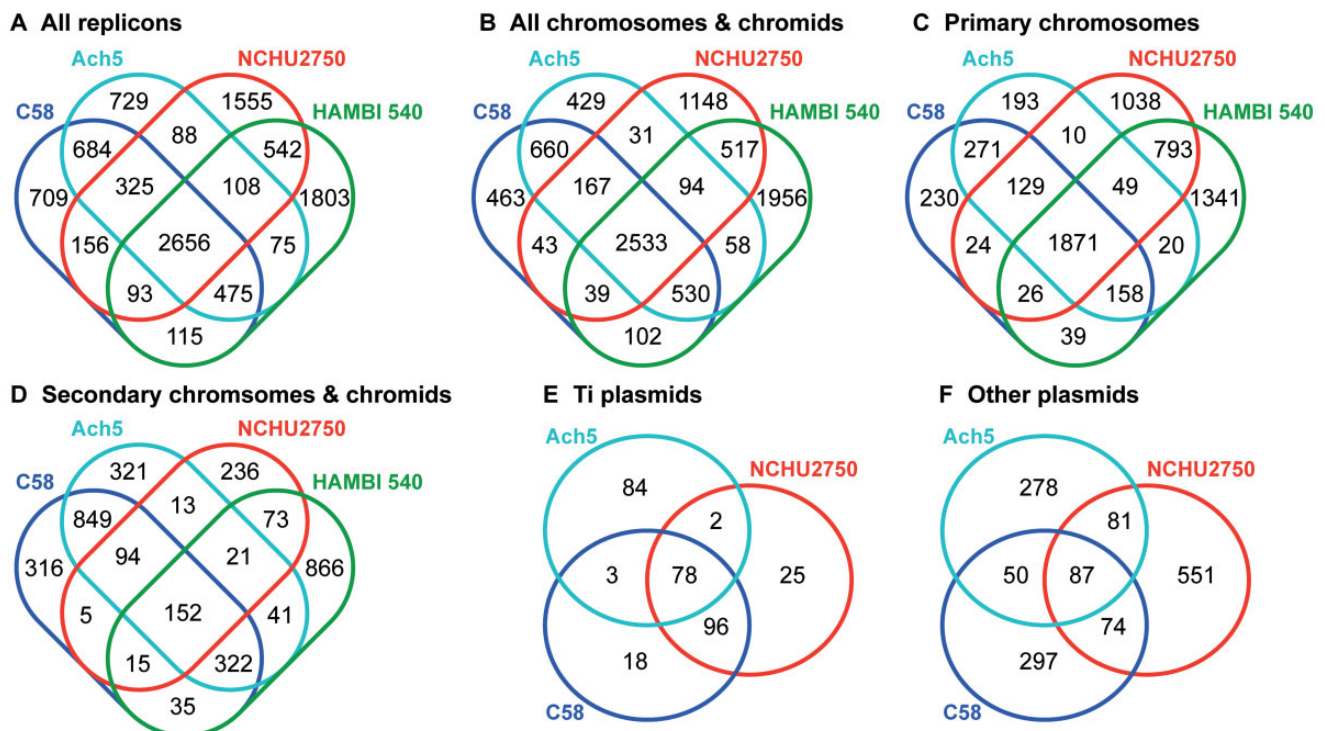 A All replicons
Ach5
NCHU2750
C58
HAMBI 540
729
1555
684
88
542
709
325
108
1803
156
2656
75
93
475
115
B All chromosomes & chromids
Ach5
NCHU2750
C58
HAMBI 540
429
1148
660
31
517
463
167
94
1956
43
2533
58
39
530
102
C Primary chromosomes
Ach5
NCHU2750
C58
HAMBI 540
193
1038
271
10
793
230
129
49
1341
24
1871
20
26
158
39
D Secondary chromsomes & chromids
Ach5
NCHU2750
C58
HAMBI 540
321
236
849
13
73
316
94
21
866
5
152
41
15
322
35
E Ti plasmids
Ach5
NCHU2750
84
2
3
78
25
96
18
C58
F Other plasmids
Ach5
NCHU2750
278
81
50
87
551
74
297
C58